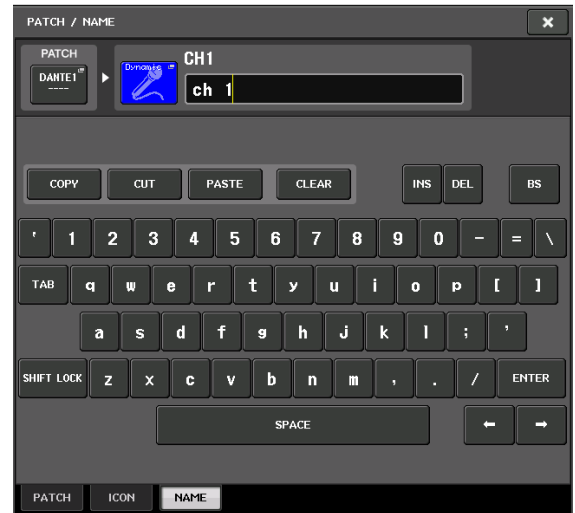 PATCH / NAME ×
PATCH
DANTE1
----
Dynamic
CH1
ch 1
COPY CUT PASTE CLEAR INS DEL BS
' 1 2 3 4 5 6 7 8 9 0 - = \
TAB q w e r t y u i o p [ ]
a s d f g h j k l ; '
SHIFT LOCK z x c v b n m , . / ENTER
SPACE ← →
PATCH ICON NAME